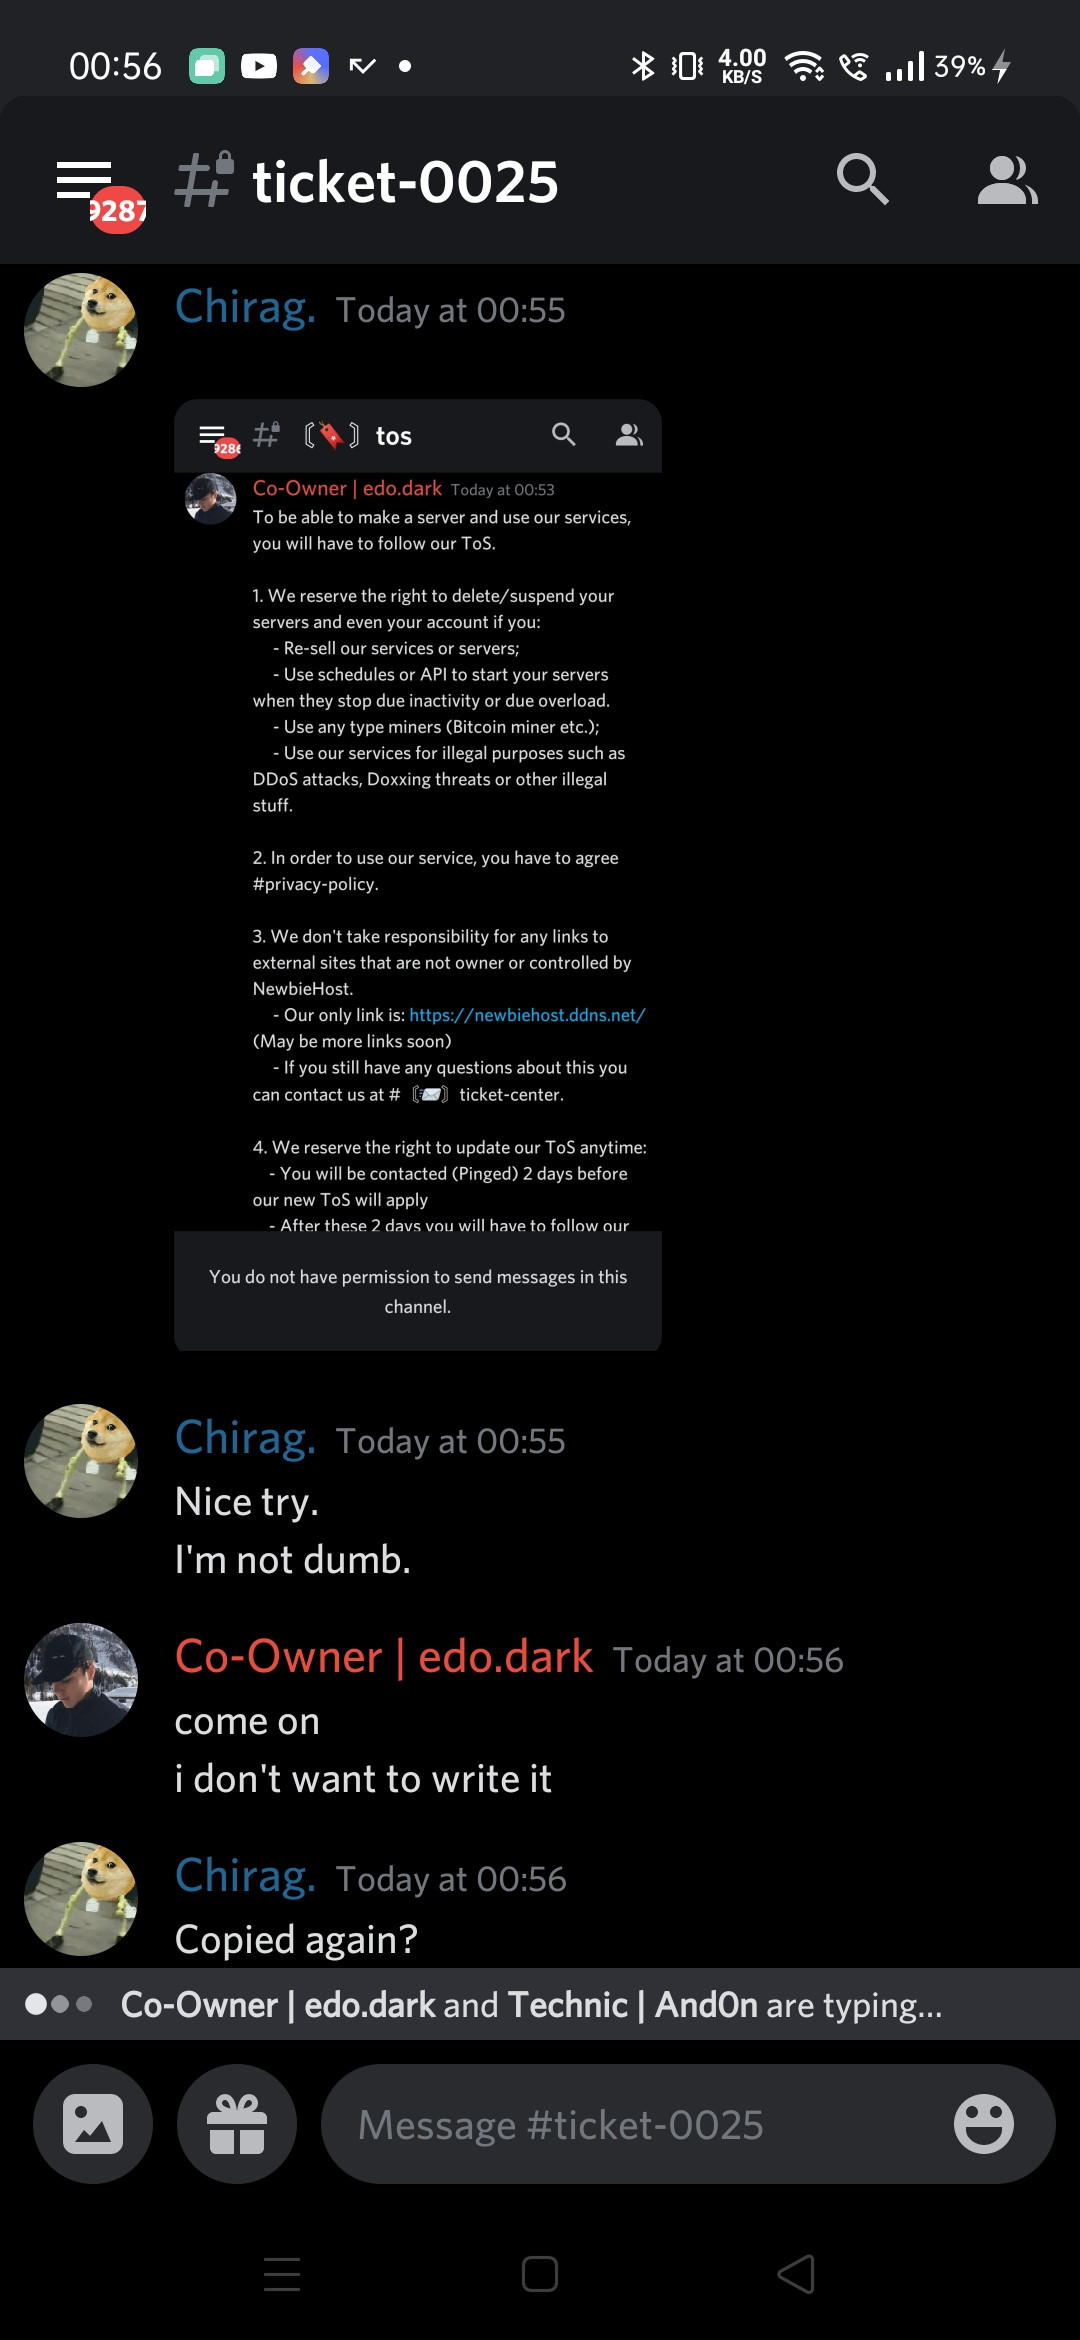 00:56 4.00 KB/S 39%
9287 ticket-0025
Chirag. Today at 00:55
928 # 〔🔖〕 tos
Co-Owner | edo.dark Today at 00:53
To be able to make a server and use our services,
you will have to follow our ToS.
1. We reserve the right to delete/suspend your
servers and even your account if you:
- Re-sell our services or servers;
- Use schedules or API to start your servers
when they stop due inactivity or due overload.
- Use any type miners (Bitcoin miner etc.);
- Use our services for illegal purposes such as
DDoS attacks, Doxxing threats or other illegal
stuff.
2. In order to use our service, you have to agree
#privacy-policy.
3. We don't take responsibility for any links to
external sites that are not owner or controlled by
NewbieHost.
- Our only link is: https://newbiehost.ddns.net/
(May be more links soon)
- If you still have any questions about this you
can contact us at # 〔📨〕 ticket-center.
4. We reserve the right to update our ToS anytime:
- You will be contacted (Pinged) 2 days before
our new ToS will apply
- After these 2 days you will have to follow our
You do not have permission to send messages in this
channel.
Chirag. Today at 00:55
Nice try.
I'm not dumb.
Co-Owner | edo.dark Today at 00:56
come on
i don't want to write it
Chirag. Today at 00:56
Copied again?
Co-Owner | edo.dark and Technic | And0n are typing...
Message #ticket-0025